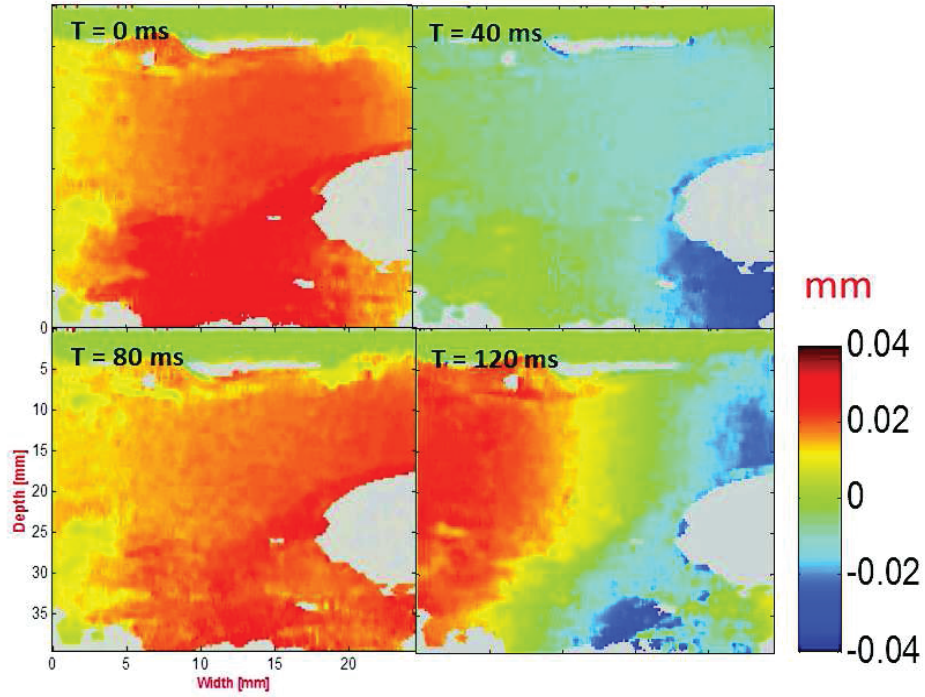 T = 0 ms
T = 40 ms
0
T = 80 ms
T = 120 ms
mm
0.04
0.02
0
-0.02
-0.04
5
10
15
20
25
30
35
Depth [mm]
0
5
10
15
20
Width [mm]